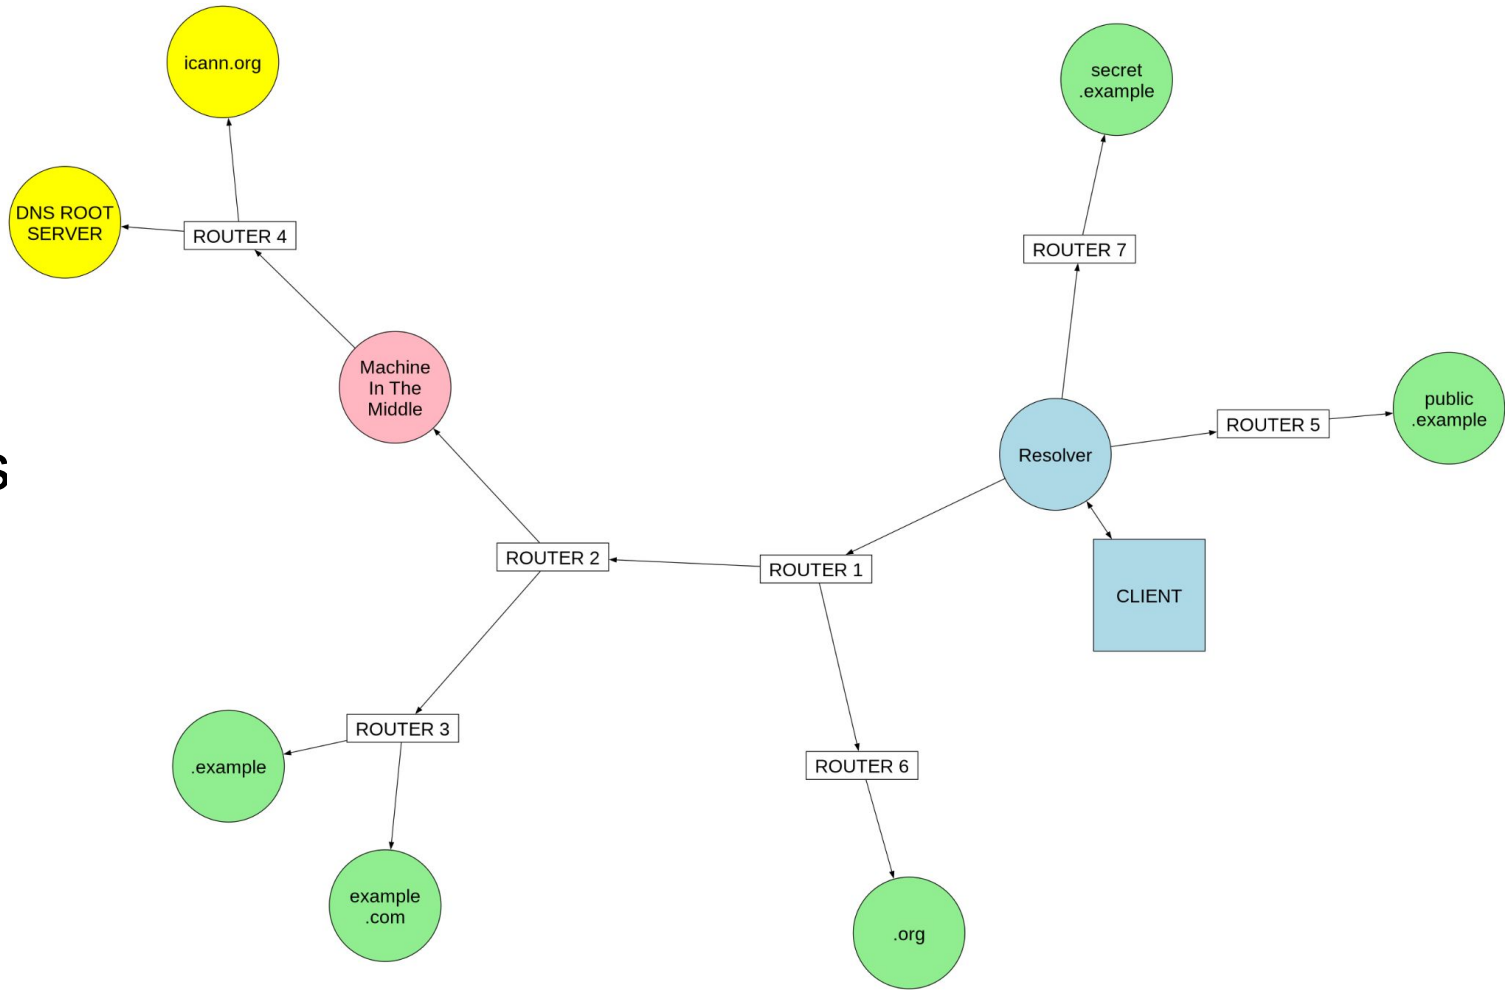 icann.org
secret
.example
DNS ROOT
SERVER
ROUTER 4
ROUTER 7
Machine
In The
Middle
public
.example
ROUTER 5
Resolver
s
ROUTER 2
ROUTER 1
CLIENT
ROUTER 3
.example
ROUTER 6
example
.com
.org